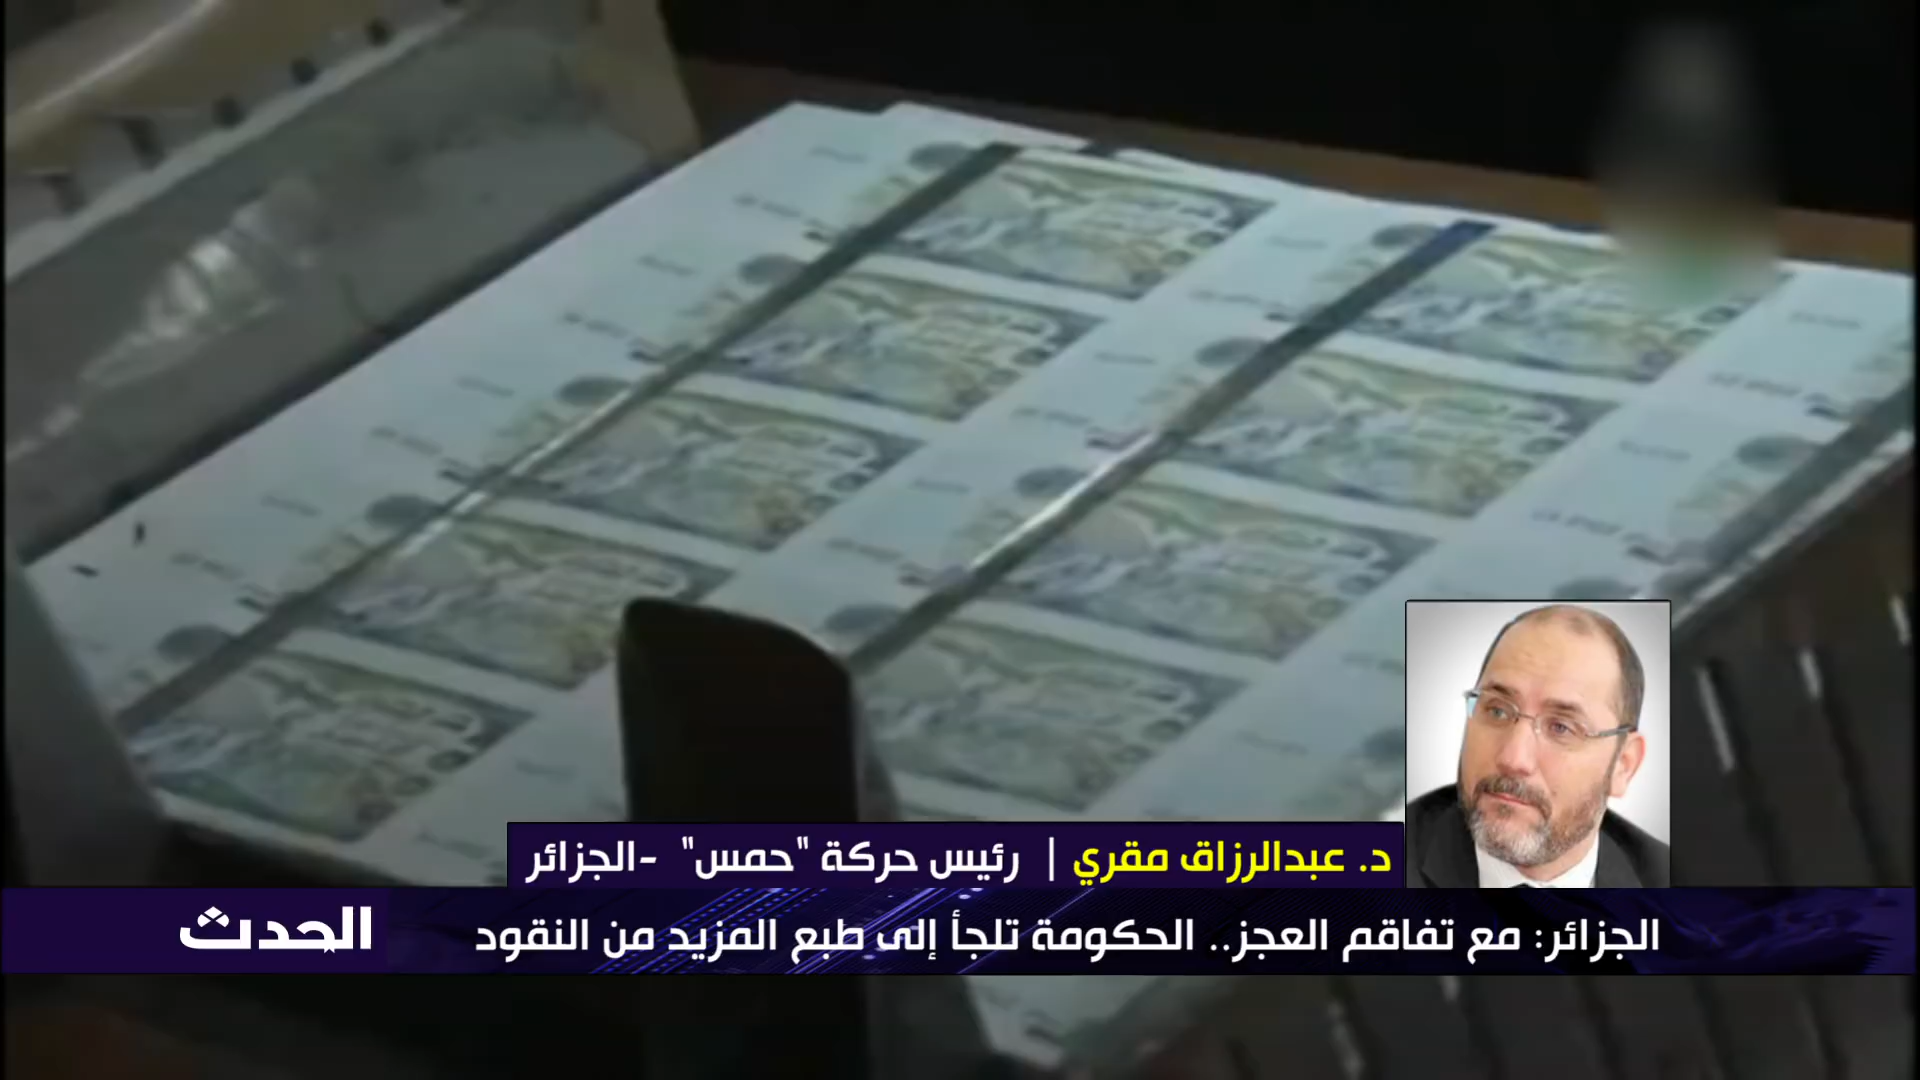 د. عبدالرزاق مقري | رئيس حركة "حمس" -الجزائر
الجزائر: مع تفاقم العجز.. الحكومة تلجأ إلى طبع المزيد من النقود
الحدث